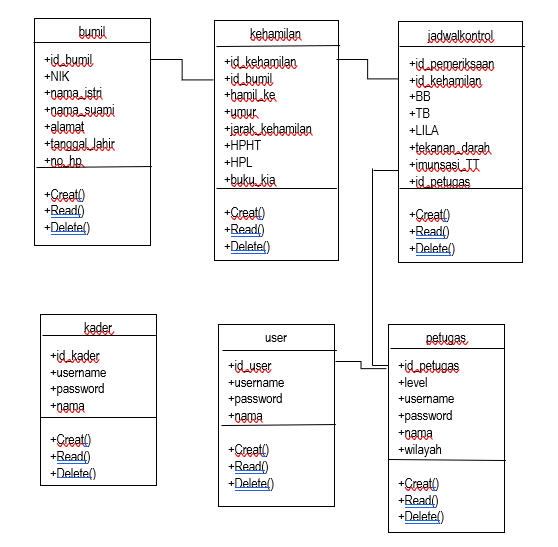 bumil
+id_bumil
+NIK
+nama_istri
+nama_suami
+alamat
+tanggal_lahir
+no_hp
+Creat()
+Read()
+Delete()
kehamilan
+id_kehamilan
+id_bumil
+hamil_ke
+umur
+jarak_kehamilan
+HPHT
+HPL
+buku_kia
+Creat()
+Read()
+Delete()
jadwalkontrol
+id_pemeriksaan
+id_kehamilan
+BB
+TB
+LILA
+tekanan_darah
+imunsasi_TT
+id_petugas
+Creat()
+Read()
+Delete()
kader
+id_kader
+username
+password
+nama
+Creat()
+Read()
+Delete()
user
+id_user
+username
+password
+nama
+Creat()
+Read()
+Delete()
petugas
+id_petugas
+level
+username
+password
+nama
+wilayah
+Creat()
+Read()
+Delete()